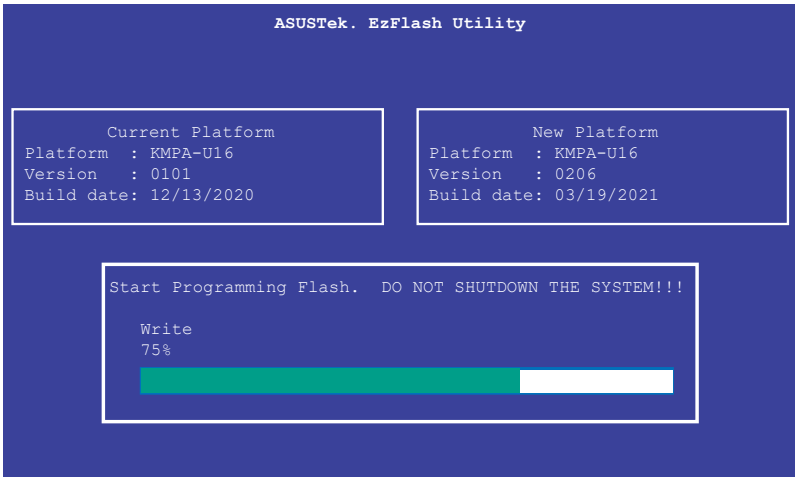 ASUSTek. EzFlash Utility
Current Platform
Platform : KMPA-U16
Version : 0101
Build date: 12/13/2020
New Platform
Platform : KMPA-U16
Version : 0206
Build date: 03/19/2021
Start Programming Flash. DO NOT SHUTDOWN THE SYSTEM!!!
Write
75%